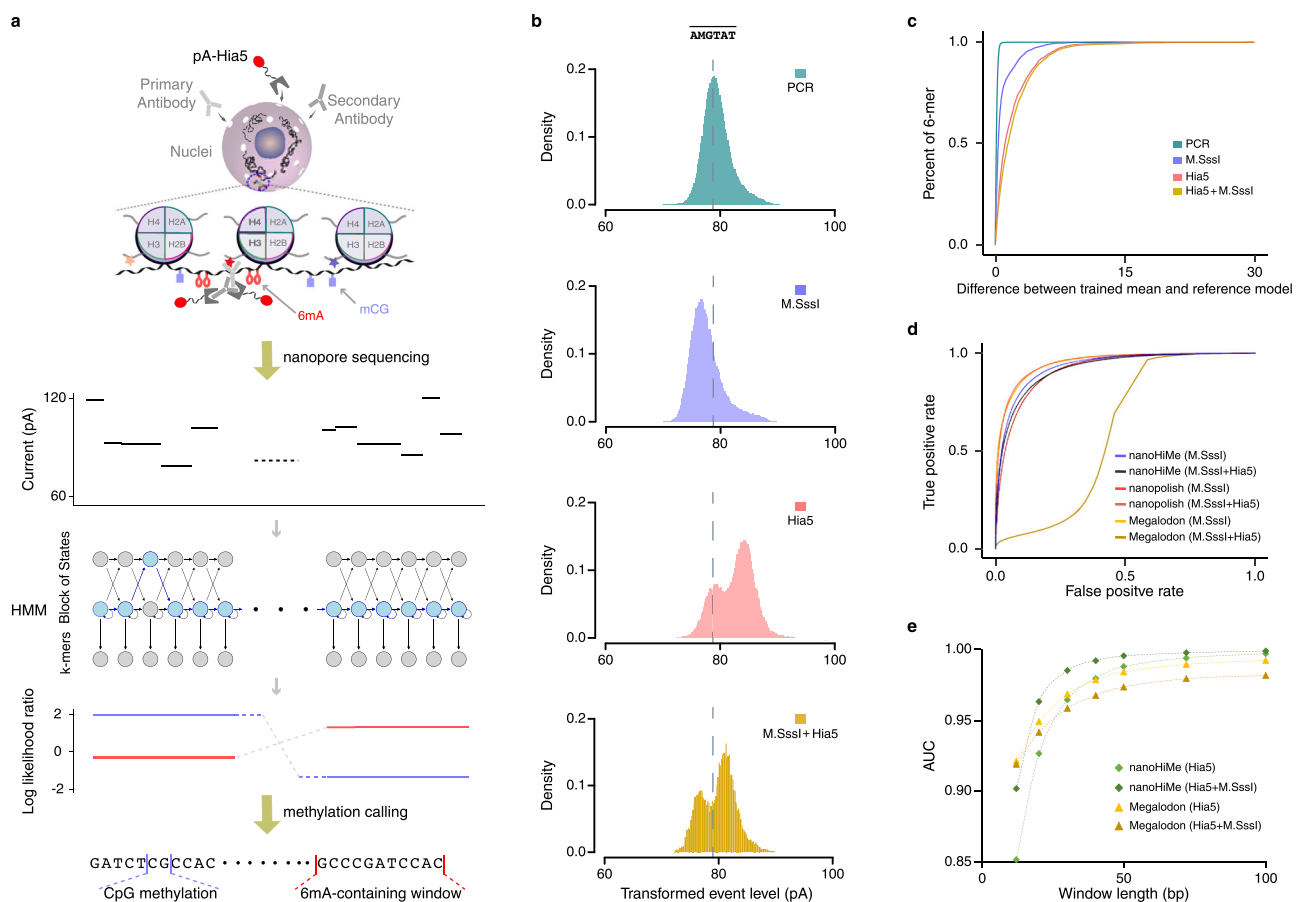 a
pA-Hia5
Primary
Antibody
Secondary
Antibody
Nuclei
H4 H2A
H3 H2B
H4 H2A
H3 H2B
H4 H2A
H3 H2B
6mA
mCG
nanopore sequencing
Current (pA)
120
60
HMM
Block of States
k-mers
Log likelihood ratio
2
0
-2
methylation calling
GATCTCGCCAC
GCCCGATCCAC
CpG methylation
6mA-containing window
b
AMGTAT
Density
0.2
0.1
0.0
PCR
60 80 100
Density
0.2
0.1
0.0
M.SssI
60 80 100
Density
0.2
0.1
0.0
Hia5
60 80 100
Density
0.2
0.1
0.0
M.SssI+Hia5
60 80 100
Transformed event level (pA)
c
Percent of 6-mer
1.0
0.5
0.0
PCR
M.SssI
Hia5
Hia5+M.SssI
0 15 30
Difference between trained mean and reference model
d
True positive rate
1.0
0.5
0.0
nanoHiMe (M.SssI)
nanoHiMe (M.SssI+Hia5)
nanopolish (M.SssI)
nanopolish (M.SssI+Hia5)
Megalodon (M.SssI)
Megalodon (M.SssI+Hia5)
0.0 0.5 1.0
False positve rate
e
AUC
1.00
0.95
0.90
0.85
nanoHiMe (Hia5)
nanoHiMe (Hia5+M.SssI)
Megalodon (Hia5)
Megalodon (Hia5+M.SssI)
0 50 100
Window length (bp)